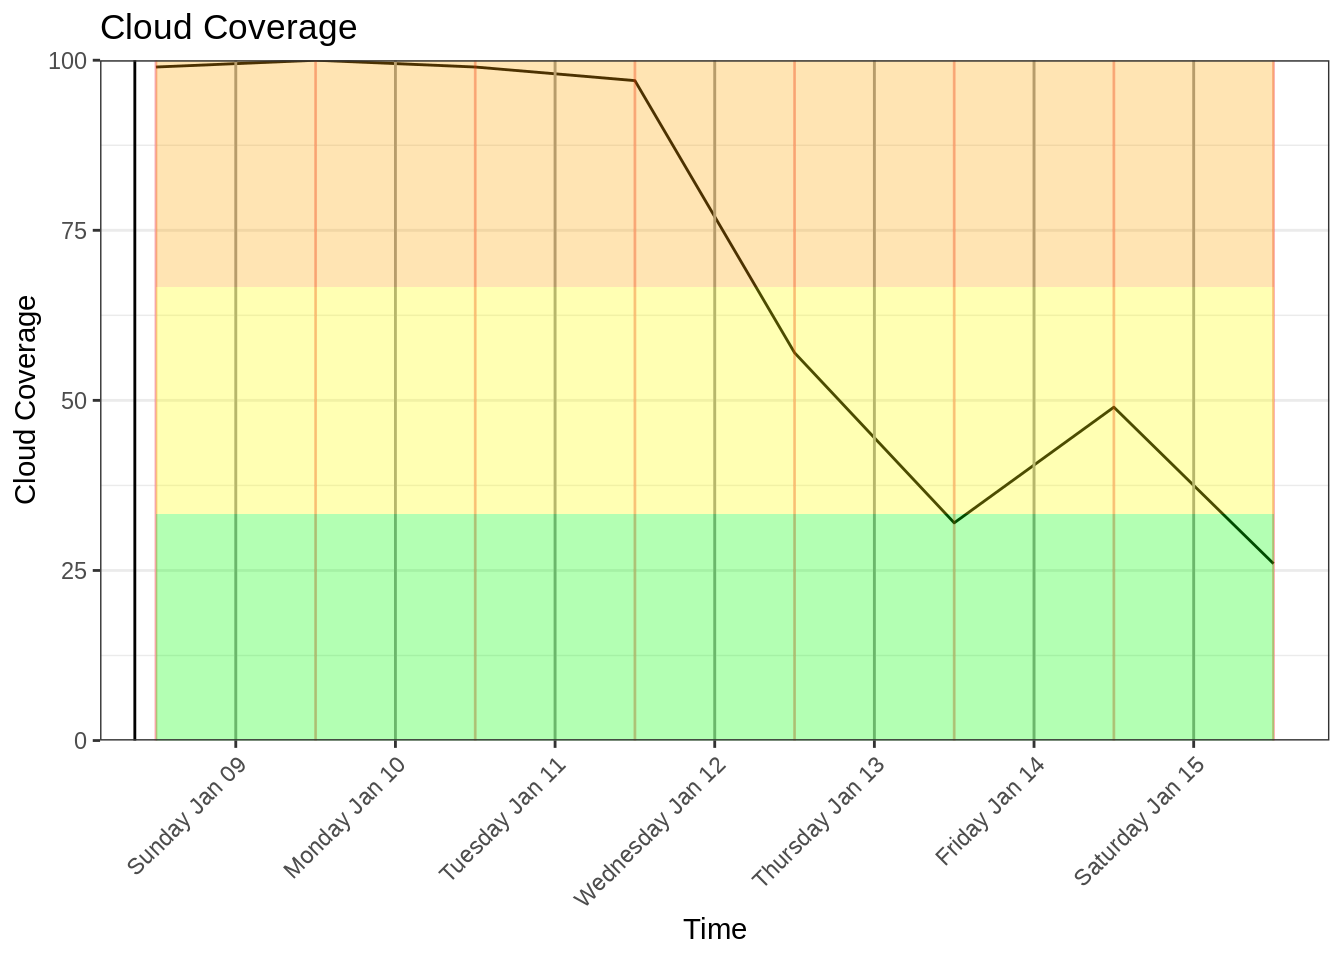 Cloud Coverage
100
75
50
25
0
Cloud Coverage
Sunday Jan 09
Monday Jan 10
Tuesday Jan 11
Wednesday Jan 12
Thursday Jan 13
Friday Jan 14
Saturday Jan 15
Time